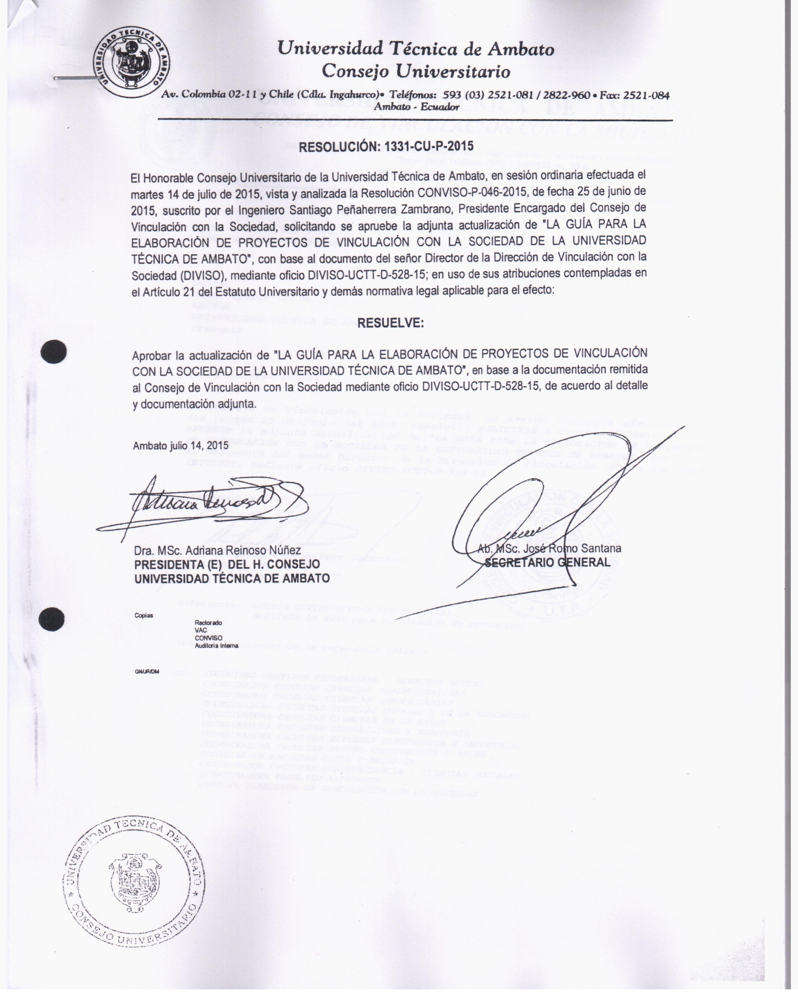 UNIVERSIDAD TECNICA DE AMBATO
Universidad Técnica de Ambato
Consejo Universitario
Av. Colombia 02-11 y Chile (Cdla. Ingahurco)• Teléfonos: 593 (03) 2521-081 / 2822-960 • Fax: 2521-084
Ambato - Ecuador
RESOLUCIÓN: 1331-CU-P-2015
El Honorable Consejo Universitario de la Universidad Técnica de Ambato, en sesión ordinaria efectuada el
martes 14 de julio de 2015, vista y analizada la Resolución CONVISO-P-046-2015, de fecha 25 de junio de
2015, suscrito por el Ingeniero Santiago Peñaherrera Zambrano, Presidente Encargado del Consejo de
Vinculación con la Sociedad, solicitando se apruebe la adjunta actualización de "LA GUÍA PARA LA
ELABORACIÓN DE PROYECTOS DE VINCULACIÓN CON LA SOCIEDAD DE LA UNIVERSIDAD
TÉCNICA DE AMBATO", con base al documento del señor Director de la Dirección de Vinculación con la
Sociedad (DIVISO), mediante oficio DIVISO-UCTT-D-528-15; en uso de sus atribuciones contempladas en
el Artículo 21 del Estatuto Universitario y demás normativa legal aplicable para el efecto:
RESUELVE:
Aprobar la actualización de "LA GUÍA PARA LA ELABORACIÓN DE PROYECTOS DE VINCULACIÓN
CON LA SOCIEDAD DE LA UNIVERSIDAD TÉCNICA DE AMBATO", en base a la documentación remitida
al Consejo de Vinculación con la Sociedad mediante oficio DIVISO-UCTT-D-528-15, de acuerdo al detalle
y documentación adjunta.
Ambato julio 14, 2015
Dra. MSc. Adriana Reinoso Núñez
PRESIDENTA (E) DEL H. CONSEJO
UNIVERSIDAD TÉCNICA DE AMBATO
Ab. MSc. José Romo Santana
SECRETARIO GENERAL
Copias
Rectorado
VAC
CONVISO
Auditoria Interna
GN/JR/DM
UNIVERSIDAD TECNICA DE AMBATO
CONSEJO UNIVERSITARIO